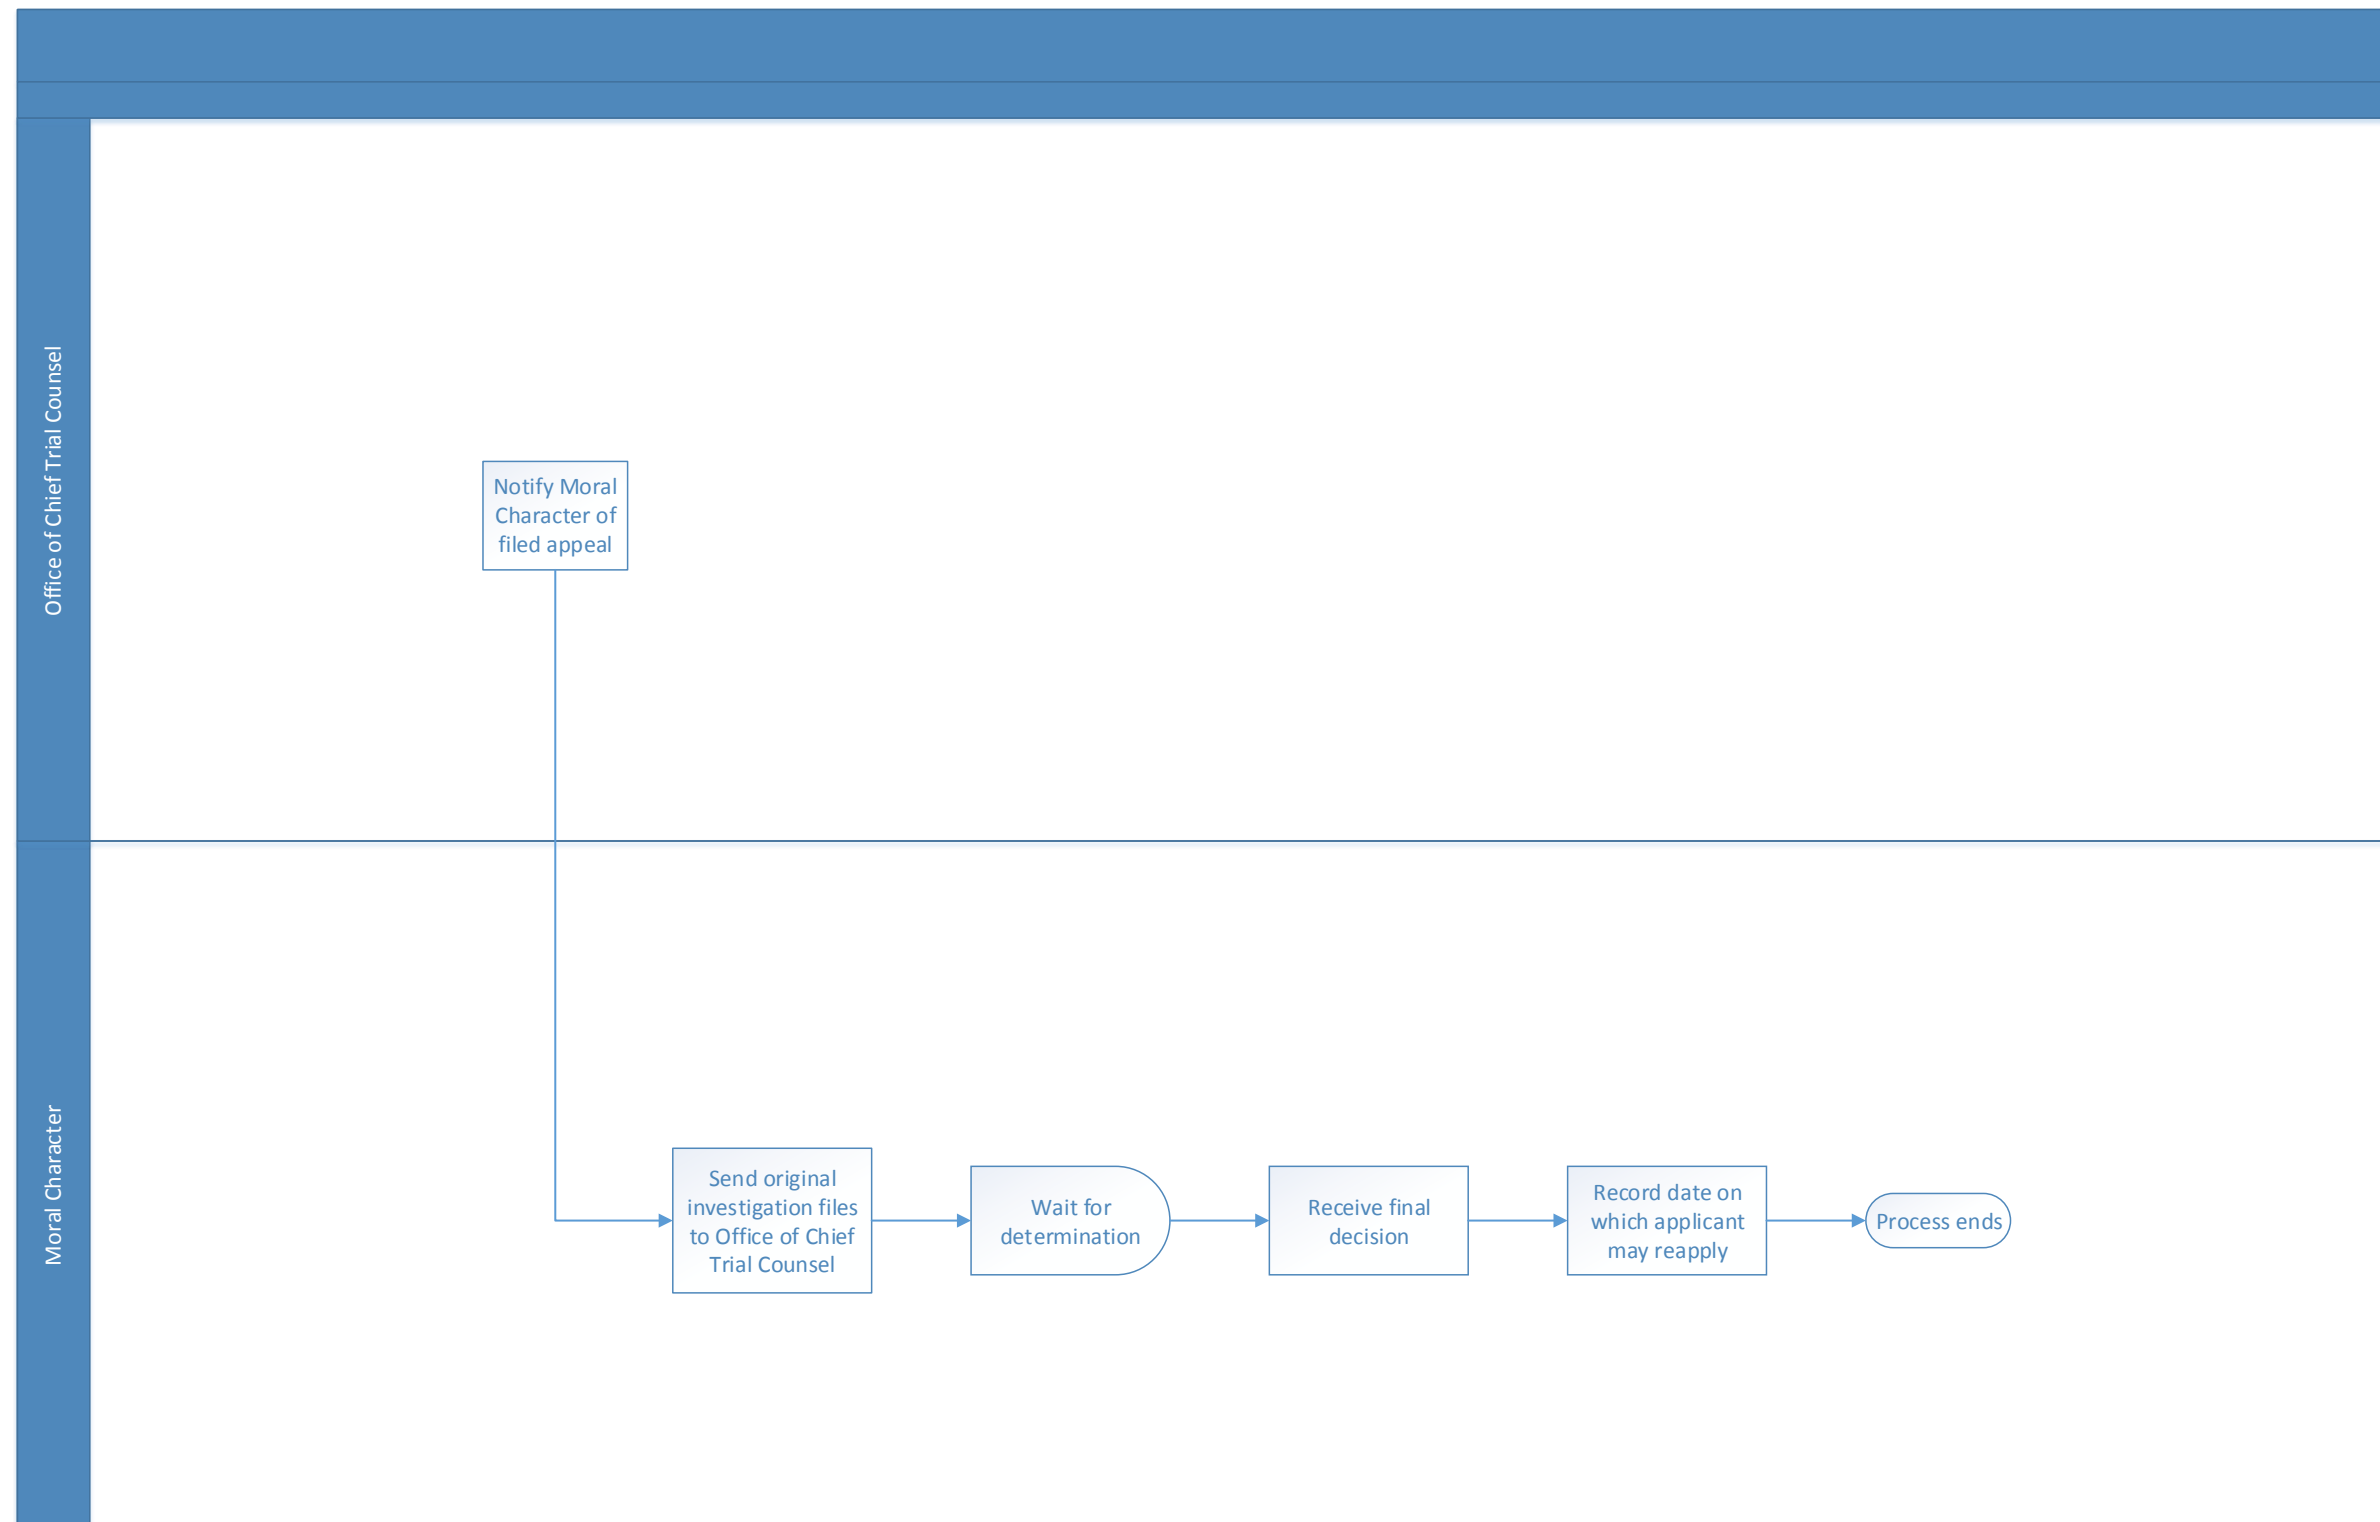 Office of Chief Trial Counsel
Notify Moral
Character of
filed appeal
Moral Character
Send original
investigation files
to Office of Chief
Trial Counsel
Wait for
determination
Receive final
decision
Record date on
which applicant
may reapply
Process ends